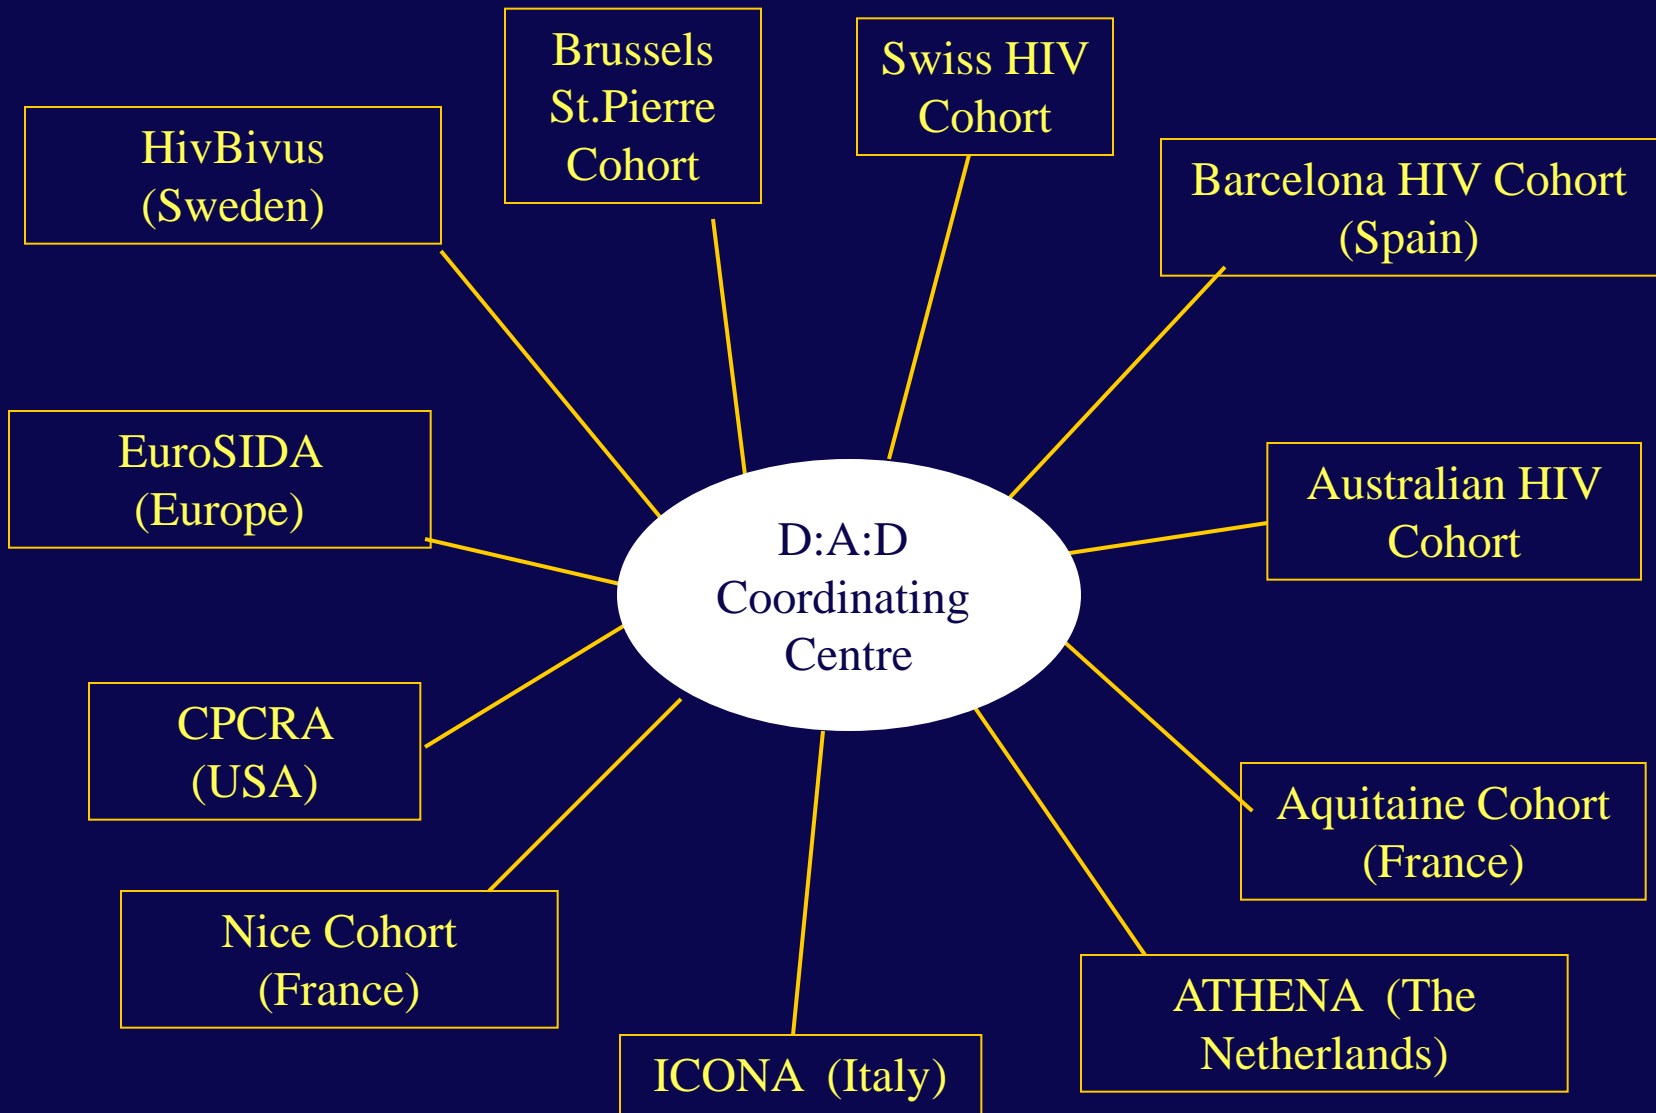 Brussels
St.Pierre
Cohort
Swiss HIV
Cohort
HivBivus
(Sweden)
Barcelona HIV Cohort
(Spain)
EuroSIDA
(Europe)
Australian HIV
Cohort
D:A:D
Coordinating
Centre
CPCRA
(USA)
Aquitaine Cohort
(France)
Nice Cohort
(France)
ATHENA (The
Netherlands)
ICONA (Italy)